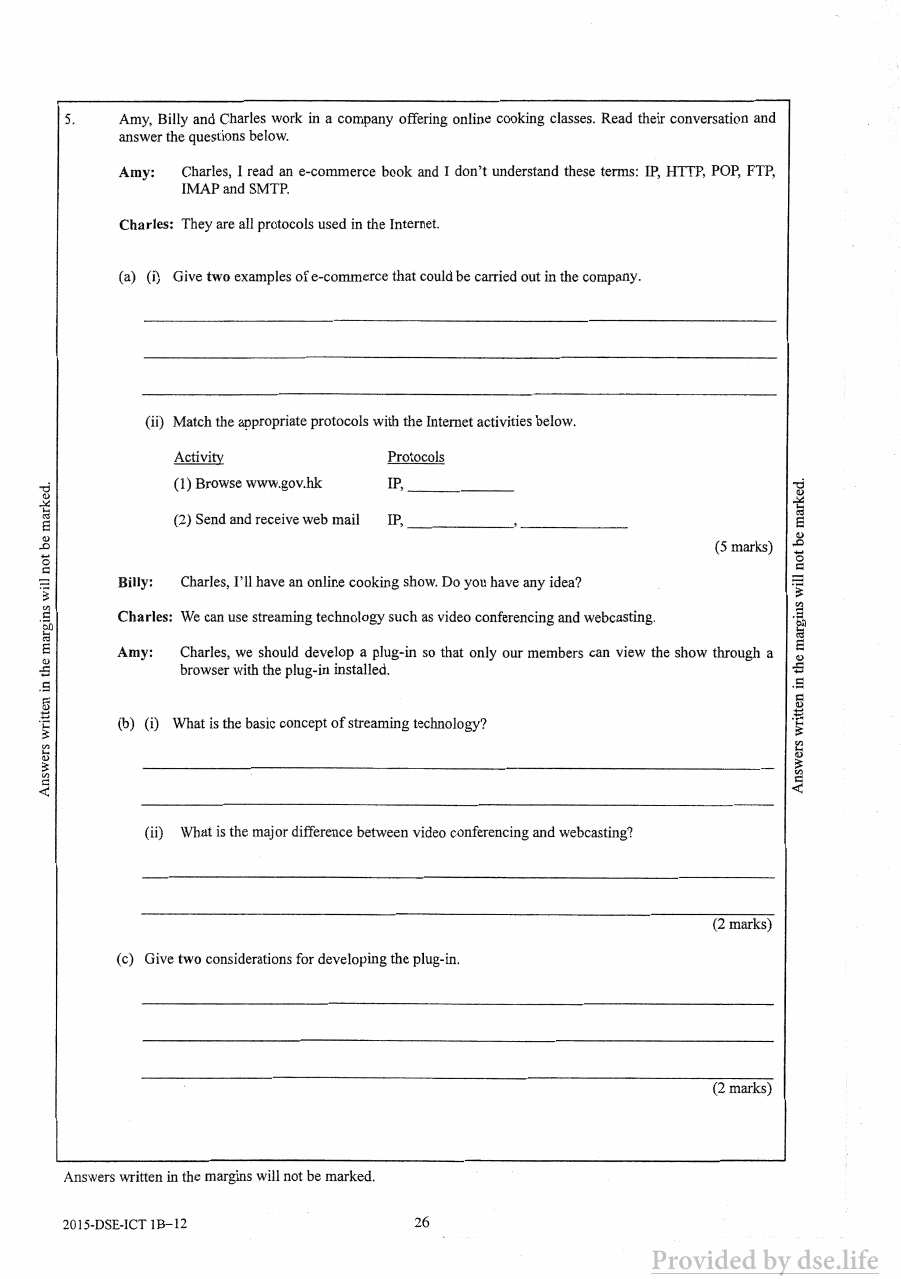 5. Amy, Billy and Charles work in a company offering online cooking classes. Read their conversation and
answer the questions below.
Amy: Charles, I read an e-commerce book and I don't understand these terms: IP, HTTP, POP, FTP,
IMAP and SMTP.
Charles: They are all protocols used in the Internet.
(a) (i) Give two examples of e-commerce that could be carried out in the company.
(ii) Match the appropriate protocols with the Internet activities below.
Activity Protocols
(1) Browse www.gov.hk IP, ____________
(2) Send and receive web mail IP, ____________, ____________
(5 marks)
Billy: Charles, I'll have an online cooking show. Do you have any idea?
Charles: We can use streaming technology such as video conferencing and webcasting.
Amy: Charles, we should develop a plug-in so that only our members can view the show through a
browser with the plug-in installed.
(b) (i) What is the basic concept of streaming technology?
(ii) What is the major difference between video conferencing and webcasting?
(2 marks)
(c) Give two considerations for developing the plug-in.
(2 marks)
Answers written in the margins will not be marked.
Answers written in the margins will not be marked.
Answers written in the margins will not be marked.
2015-DSE-ICT 1B–12 26
Provided by dse.life